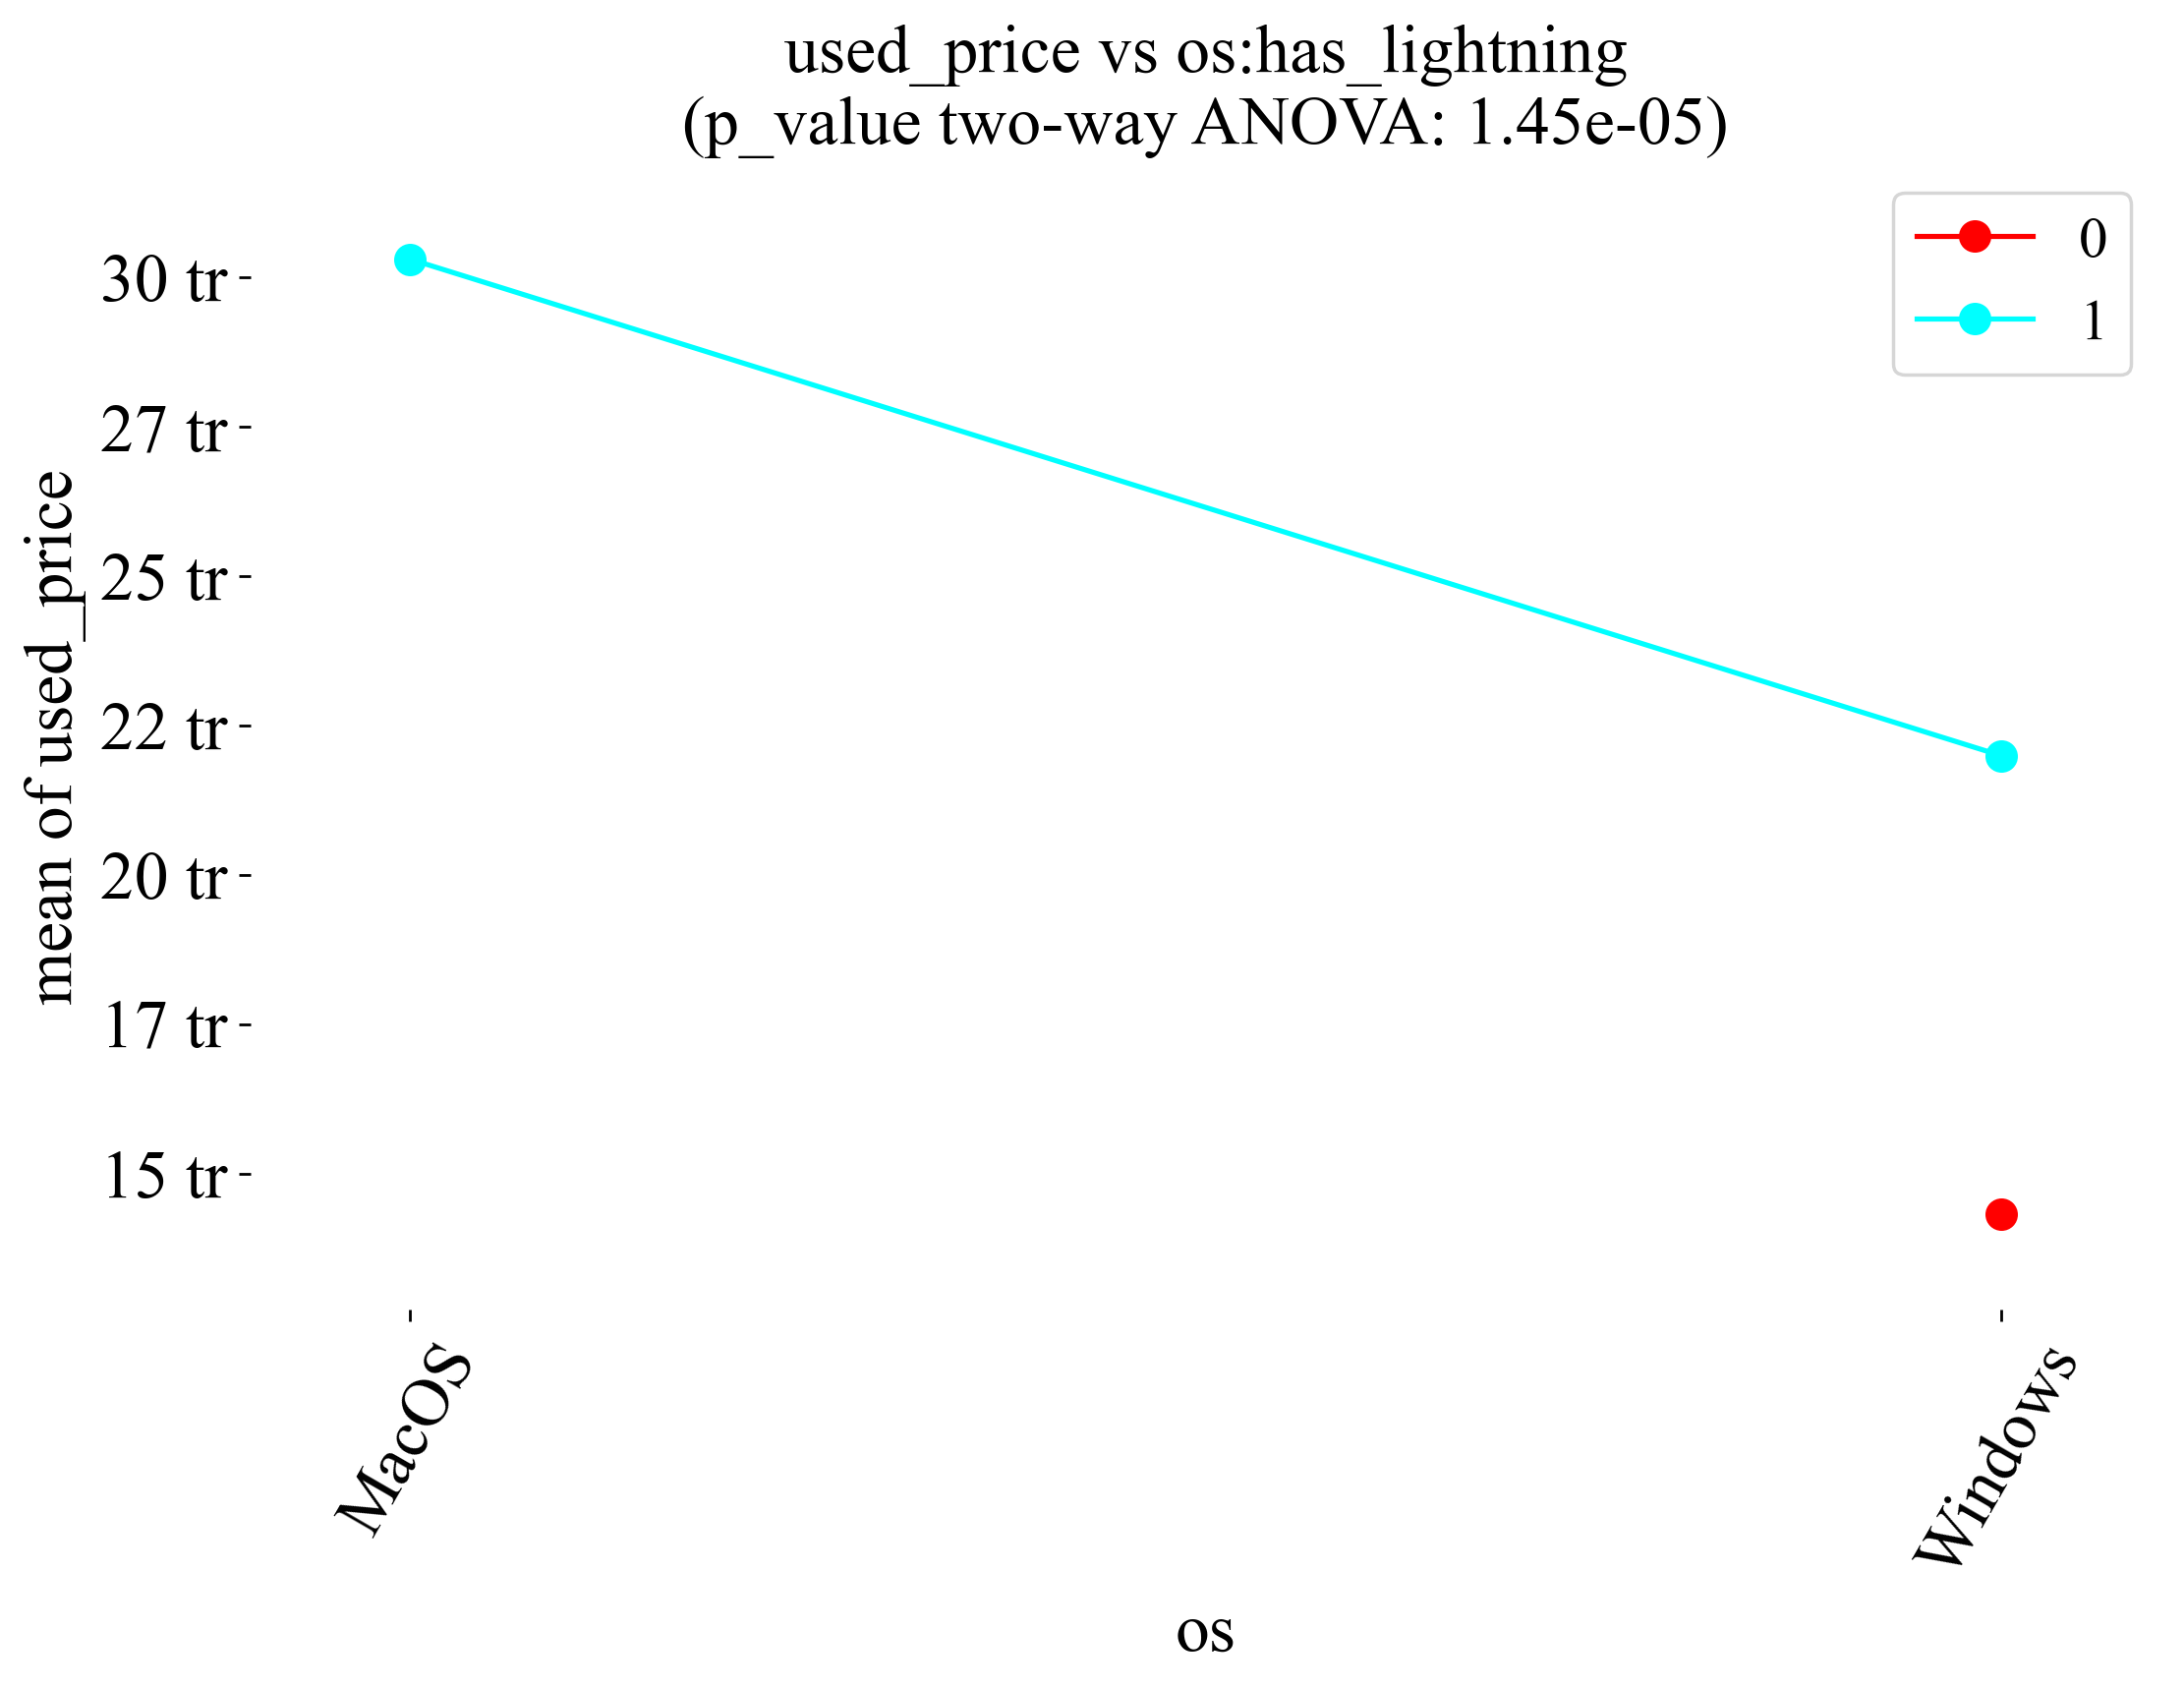 used_price vs os:has_lightning
(p_value two-way ANOVA: 1.45e-05)
0
1
mean of used_price
30 tr
27 tr
25 tr
22 tr
20 tr
17 tr
15 tr
MacOS
Windows
os